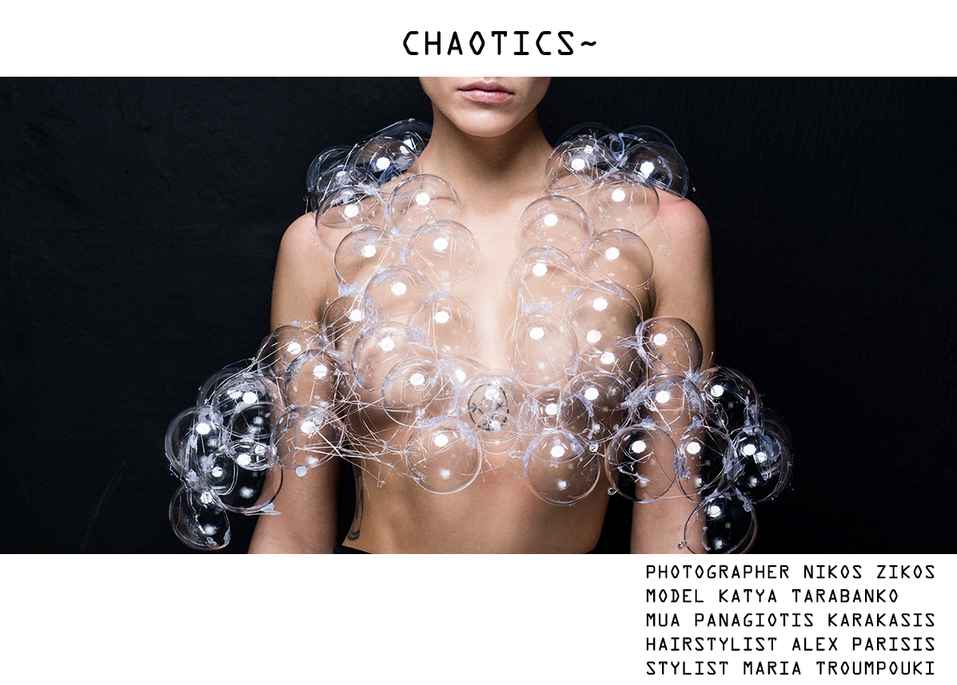 CHAOTICS~
PHOTOGRAPHER NIKOS ZIKOS
MODEL KATYA TARABANKO
MUA PANAGIOTIS KARAKASIS
HAIRSTYLIST ALEX PARISIS
STYLIST MARIA TROUMPOUKI